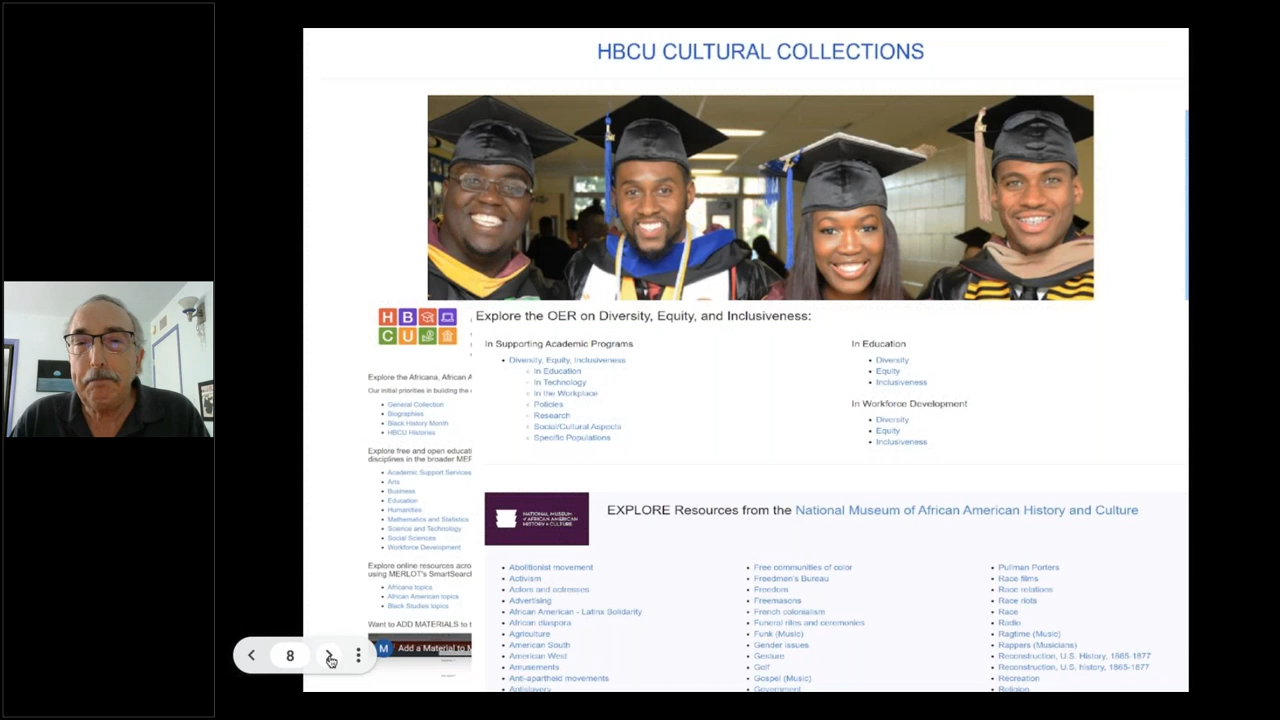 HBCU CULTURAL COLLECTIONS
H B
C U
Explore the Africana, African A
Our initial priorities in building the
General Collection
Biographies
Black History Month
HBCU Histories
Explore free and open educati
disciplines in the broader MER
Academic Support Services
Arts
Business
Education
Humanities
Mathematics and Statistics
Science and Technology
Social Sciences
Workforce Development
Explore online resources acro
using MERLOT's SmartSearch
Africana topics
African American topics
Black Studies topics
Want to ADD MATERIALS to t
M Add a Material to M
Explore the OER on Diversity, Equity, and Inclusiveness:
In Supporting Academic Programs
Diversity, Equity, Inclusiveness
In Education
In Technology
In the Workplace
Policies
Research
Social/Cultural Aspects
Specific Populations
In Education
Diversity
Equity
Inclusiveness
In Workforce Development
Diversity
Equity
Inclusiveness
NATIONAL MUSEUM
of AFRICAN AMERICAN
HISTORY & CULTURE
EXPLORE Resources from the National Museum of African American History and Culture
Abolitionist movement
Activism
Actors and actresses
Advertising
African American - Latinx Solidarity
African diaspora
Agriculture
American South
American West
Amusements
Anti-apartheid movements
Antislavery
Free communities of color
Freedmen's Bureau
Freedom
Freemasons
French colonialism
Funeral rites and ceremonies
Funk (Music)
Gender issues
Gesture
Golf
Gospel (Music)
Government
Pullman Porters
Race films
Race relations
Race riots
Race
Radio
Ragtime (Music)
Rappers (Musicians)
Reconstruction, U.S. History, 1865-1877
Reconstruction, U.S. history, 1865-1877
Recreation
Religion
8